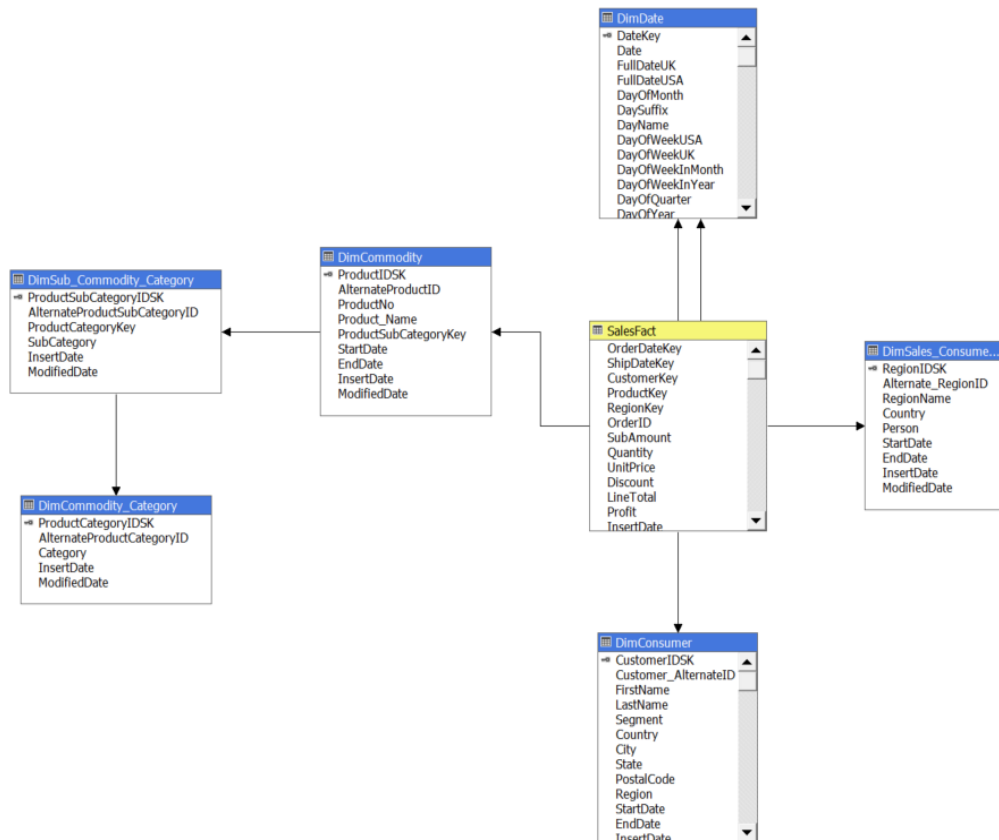 DimDate
DateKey
Date
FullDateUK
FullDateUSA
DayOfMonth
DaySuffix
DayName
DayOfWeekUSA
DayOfWeekUK
DayOfWeekInMonth
DayOfWeekInYear
DayOfQuarter
DayOfYear
DimCommodity
ProductIDSK
AlternateProductID
ProductNo
Product_Name
ProductSubCategoryKey
StartDate
EndDate
InsertDate
ModifiedDate
DimSub_Commodity_Category
ProductSubCategoryIDSK
AlternateProductSubCategoryID
ProductCategoryKey
SubCategory
InsertDate
ModifiedDate
SalesFact
OrderDateKey
ShipDateKey
CustomerKey
ProductKey
RegionKey
OrderID
SubAmount
Quantity
UnitPrice
Discount
LineTotal
Profit
InsertDate
DimSales_Consume...
RegionIDSK
Alternate_RegionID
RegionName
Country
Person
StartDate
EndDate
InsertDate
ModifiedDate
DimCommodity_Category
ProductCategoryIDSK
AlternateProductCategoryID
Category
InsertDate
ModifiedDate
DimConsumer
CustomerIDSK
Customer_AlternateID
FirstName
LastName
Segment
Country
City
State
PostalCode
Region
StartDate
EndDate
InsertDate